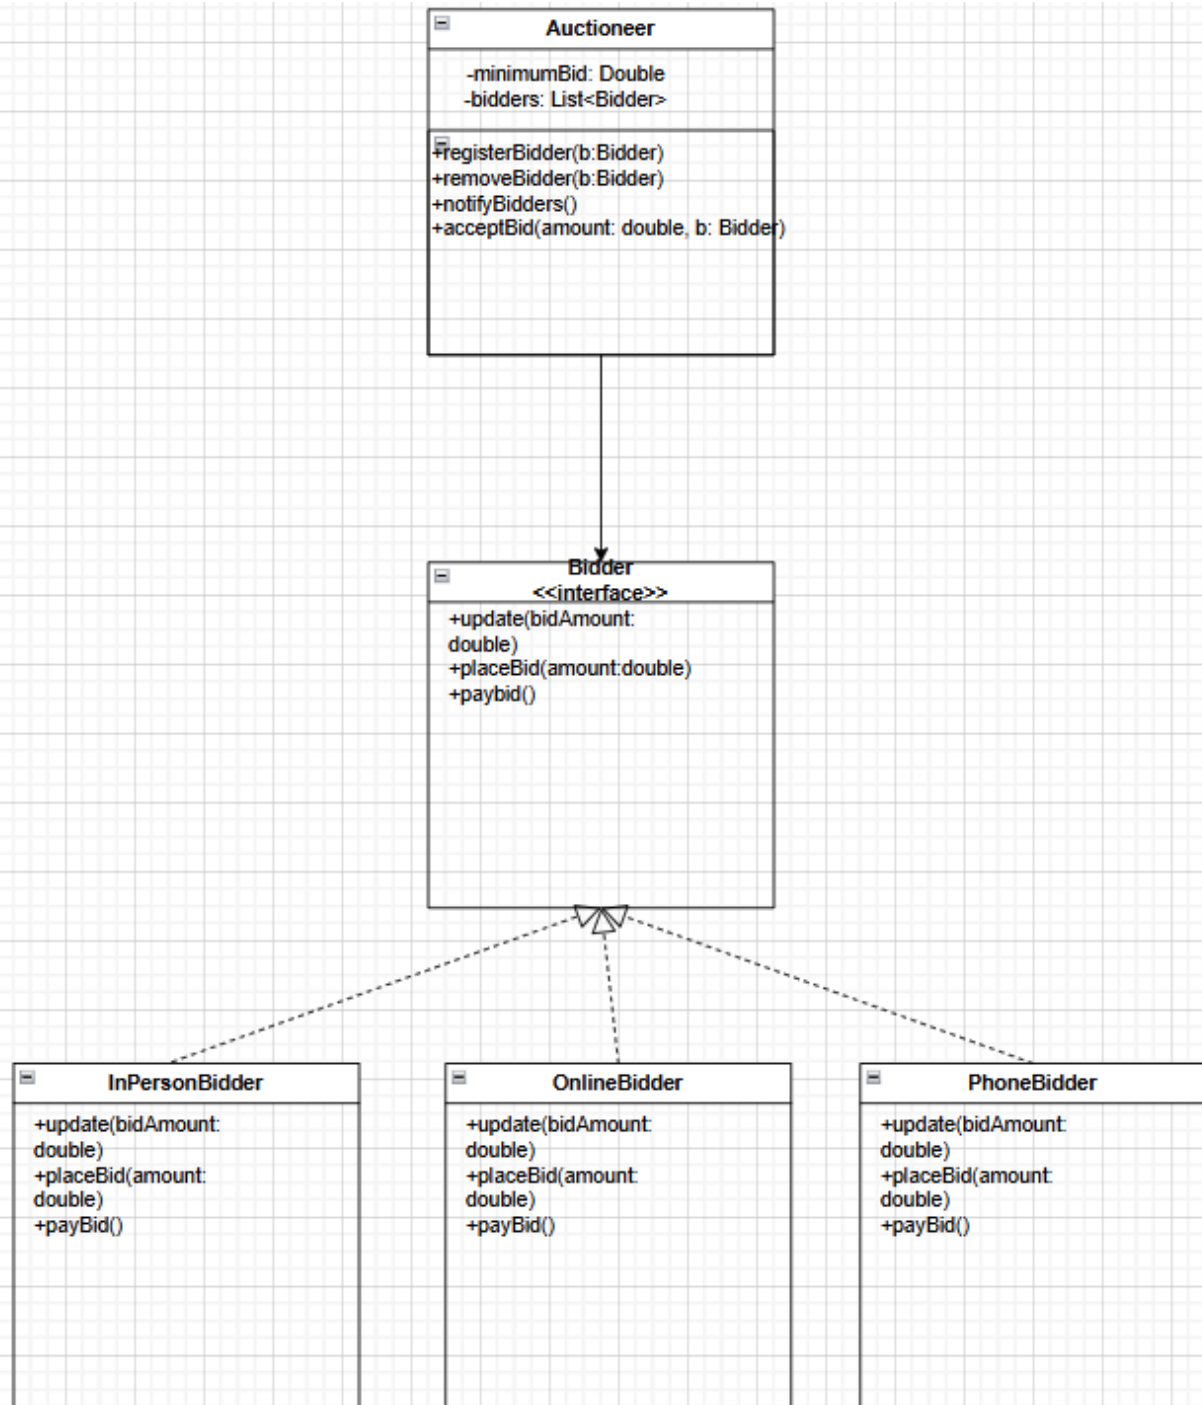 Auctioneer
-minimumBid: Double
-bidders: List<Bidder>
+registerBidder(b:Bidder)
+removeBidder(b:Bidder)
+notifyBidders()
+acceptBid(amount: double, b: Bidder)
Bidder
<<interface>>
+update(bidAmount:
double)
+placeBid(amount:double)
+paybid()
InPersonBidder
+update(bidAmount:
double)
+placeBid(amount:
double)
+payBid()
OnlineBidder
+update(bidAmount:
double)
+placeBid(amount:
double)
+payBid()
PhoneBidder
+update(bidAmount:
double)
+placeBid(amount:
double)
+payBid()